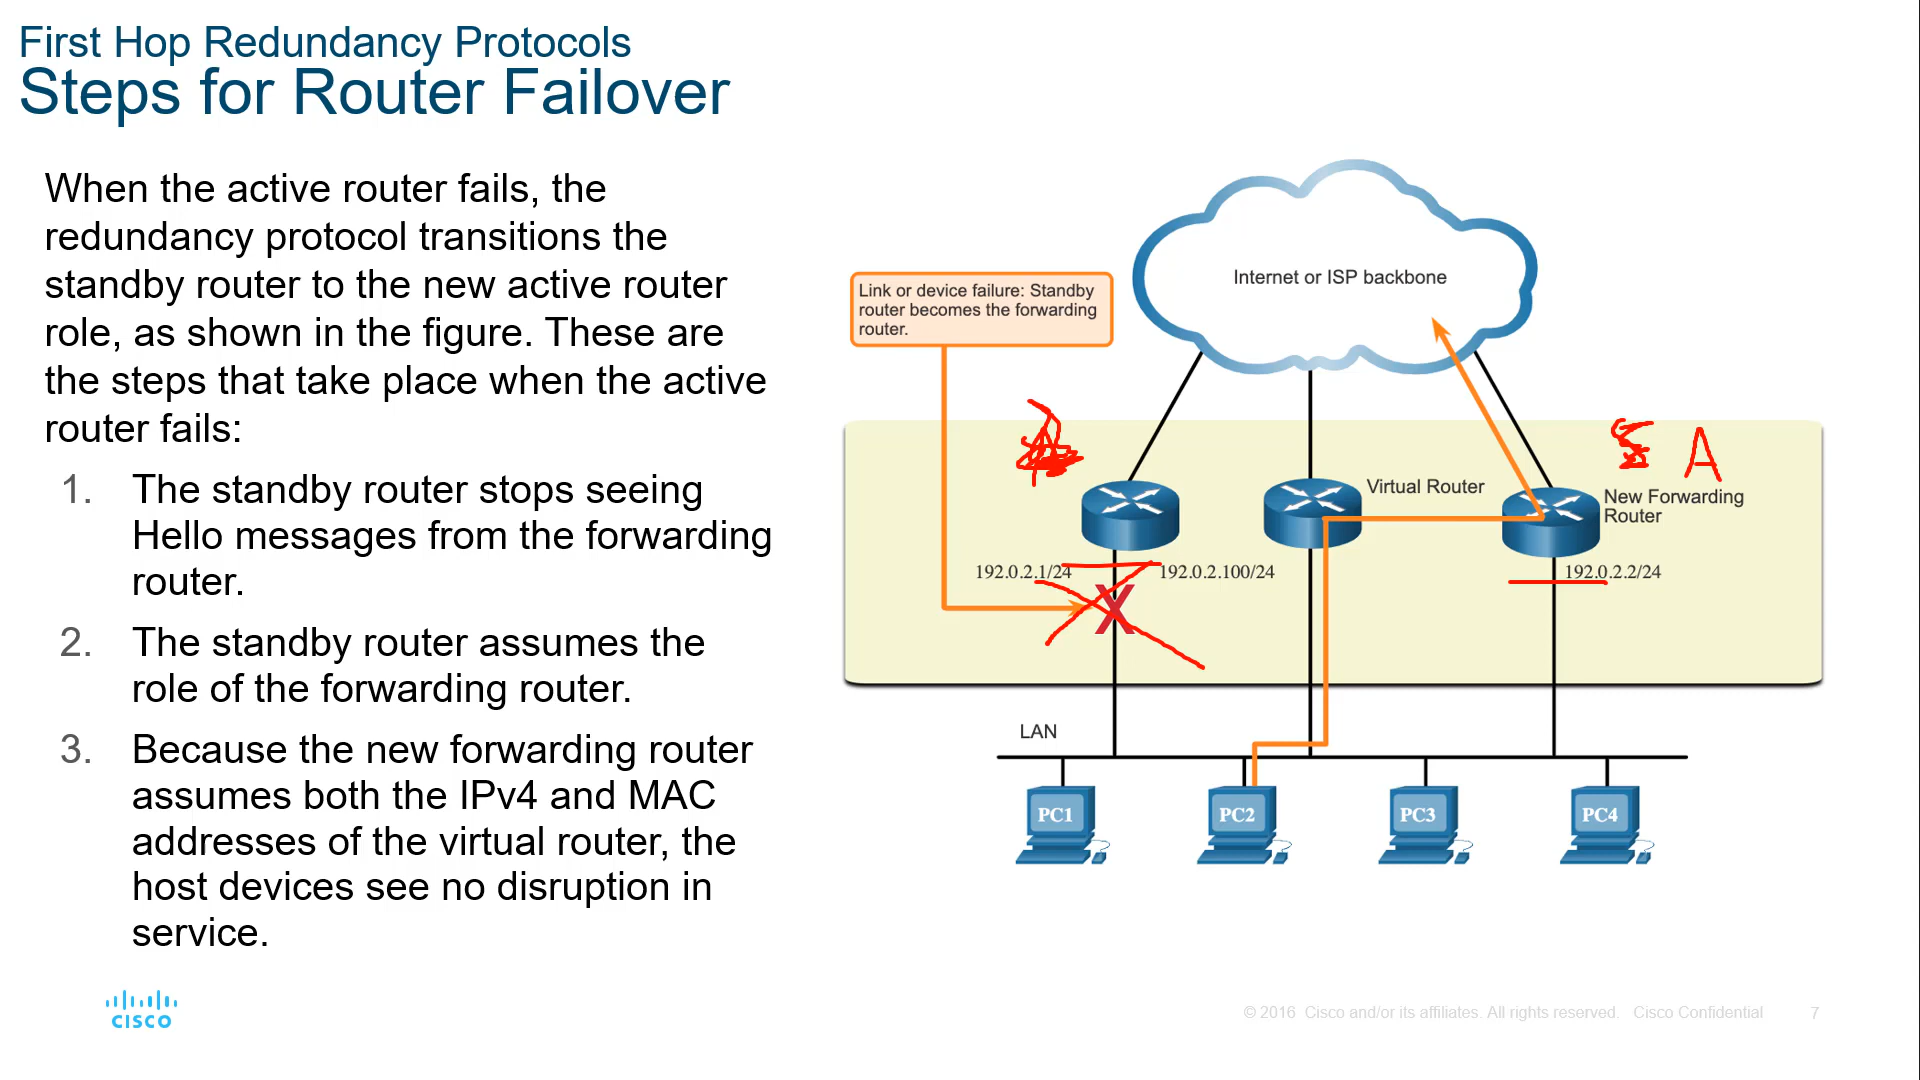 First Hop Redundancy Protocols
Steps for Router Failover
When the active router fails, the
redundancy protocol transitions the
standby router to the new active router
role, as shown in the figure. These are
the steps that take place when the active
router fails:
1. The standby router stops seeing
Hello messages from the forwarding
router.
2. The standby router assumes the
role of the forwarding router.
3. Because the new forwarding router
assumes both the IPv4 and MAC
addresses of the virtual router, the
host devices see no disruption in
service.
Internet or ISP backbone
Link or device failure: Standby
router becomes the forwarding
router.
A
Virtual Router
New Forwarding
Router
192.0.2.1/24
192.0.2.100/24
192.0.2.2/24
X
LAN
PC1
PC2
PC3
PC4
CISCO
© 2016 Cisco and/or its affiliates. All rights reserved. Cisco Confidential
7